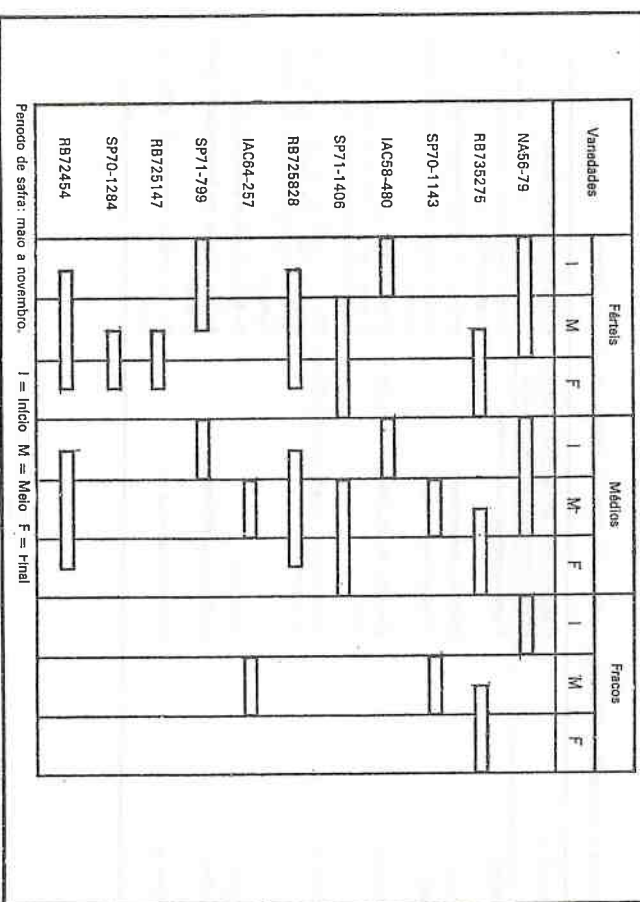 Variedades Férteis Médios Fracos
I M F I M F I M F
NA56-79
RB735275
SP70-1143
IAC58-480
SP71-1406
RB725828
IAC64-257
SP71-799
RB725147
SP70-1284
RB72454
Período de safra: maio a novembro. I = Início M = Meio F = Final